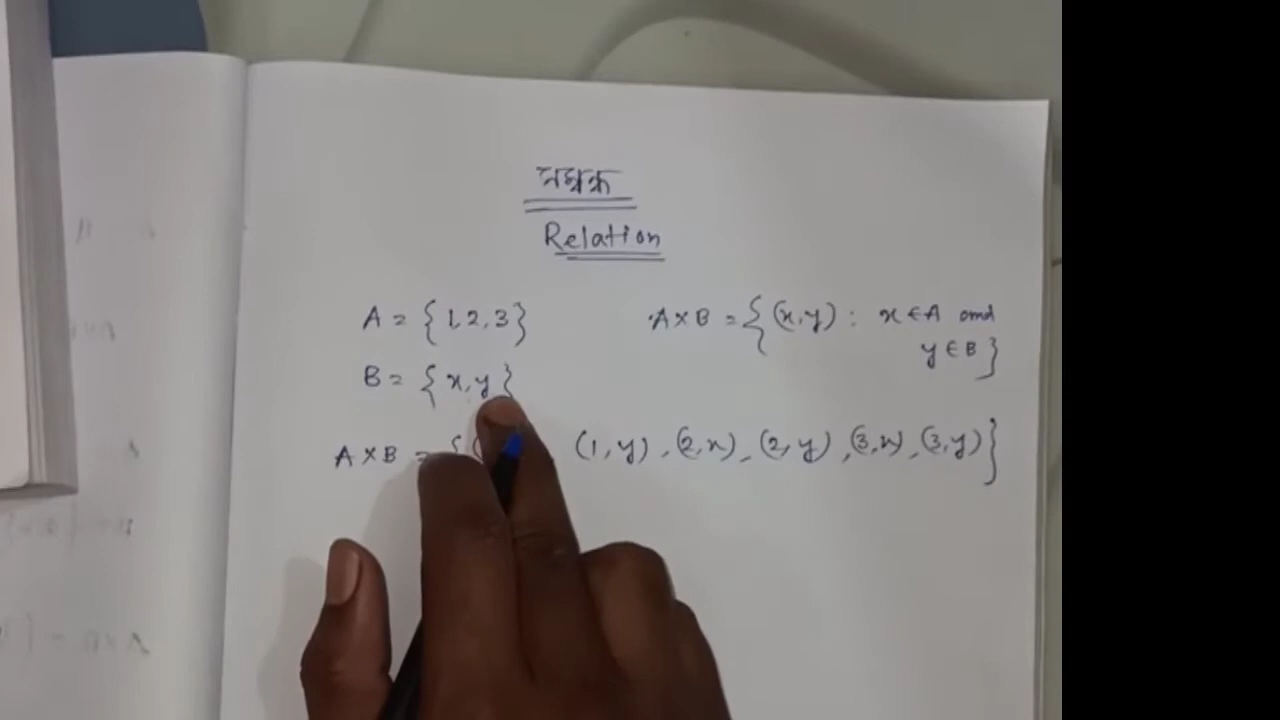 সম্বন্ধ
Relation
A = {1, 2, 3}
A×B = {(x, y) : x ∈ A and
y ∈ B}
B = {x, y}
A × B = {( (1, y), (2, x), (2, y), (3, x), (3, y)}